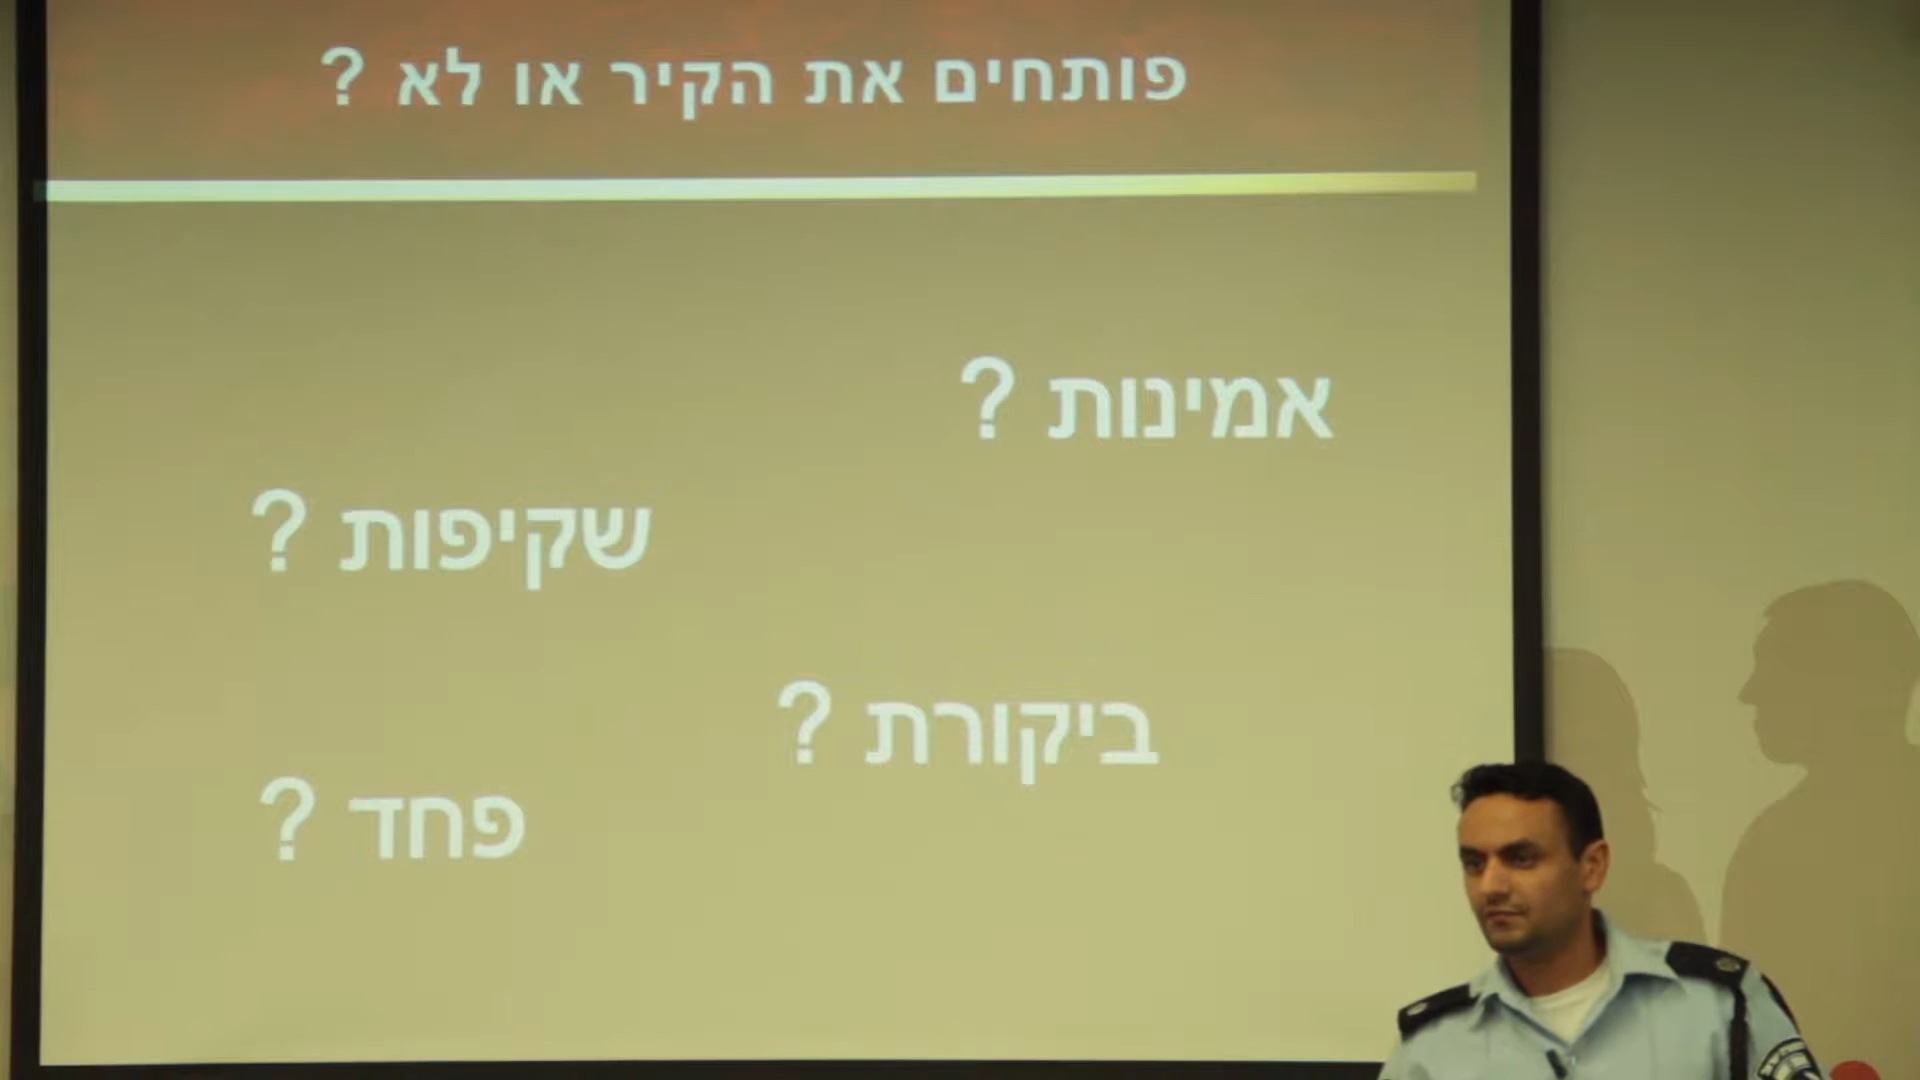 פותחים את הקיר או לא ?
אמינות ?
שקיפות ?
ביקורת ?
פחד ?